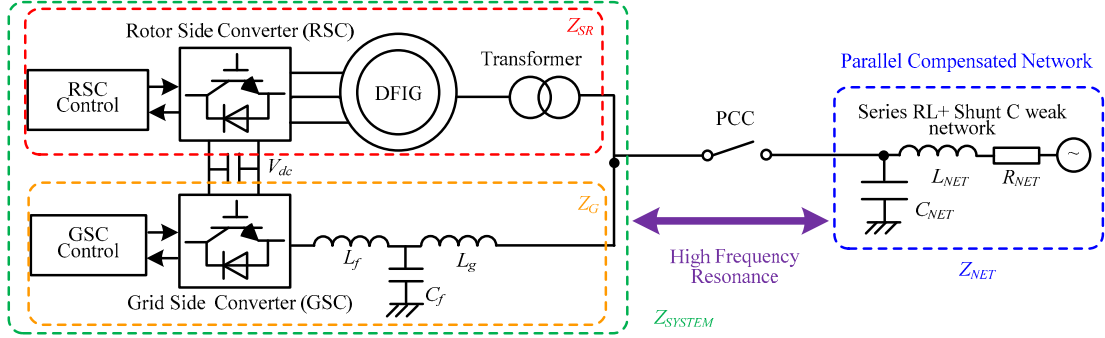 Rotor Side Converter (RSC)
Z_SR
RSC
Control
DFIG
Transformer
V_dc
Z_G
GSC
Control
L_f
L_g
C_f
Grid Side Converter (GSC)
Z_SYSTEM
PCC
High Frequency
Resonance
Parallel Compensated Network
Series RL+ Shunt C weak
network
L_NET
R_NET
~
C_NET
Z_NET